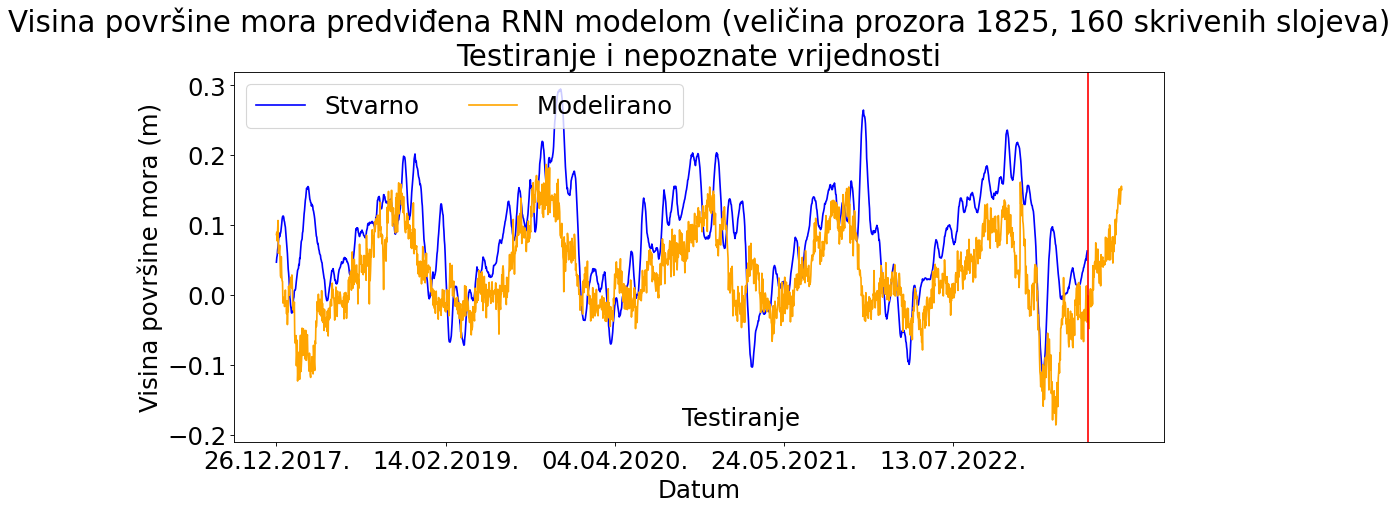 Visina površine mora predviđena RNN modelom (veličina prozora 1825, 160 skrivenih slojeva)
Testiranje i nepoznate vrijednosti
Stvarno Modelirano
Visina površine mora (m)
0.3
0.2
0.1
0.0
−0.1
−0.2
Testiranje
26.12.2017. 14.02.2019. 04.04.2020. 24.05.2021. 13.07.2022.
Datum